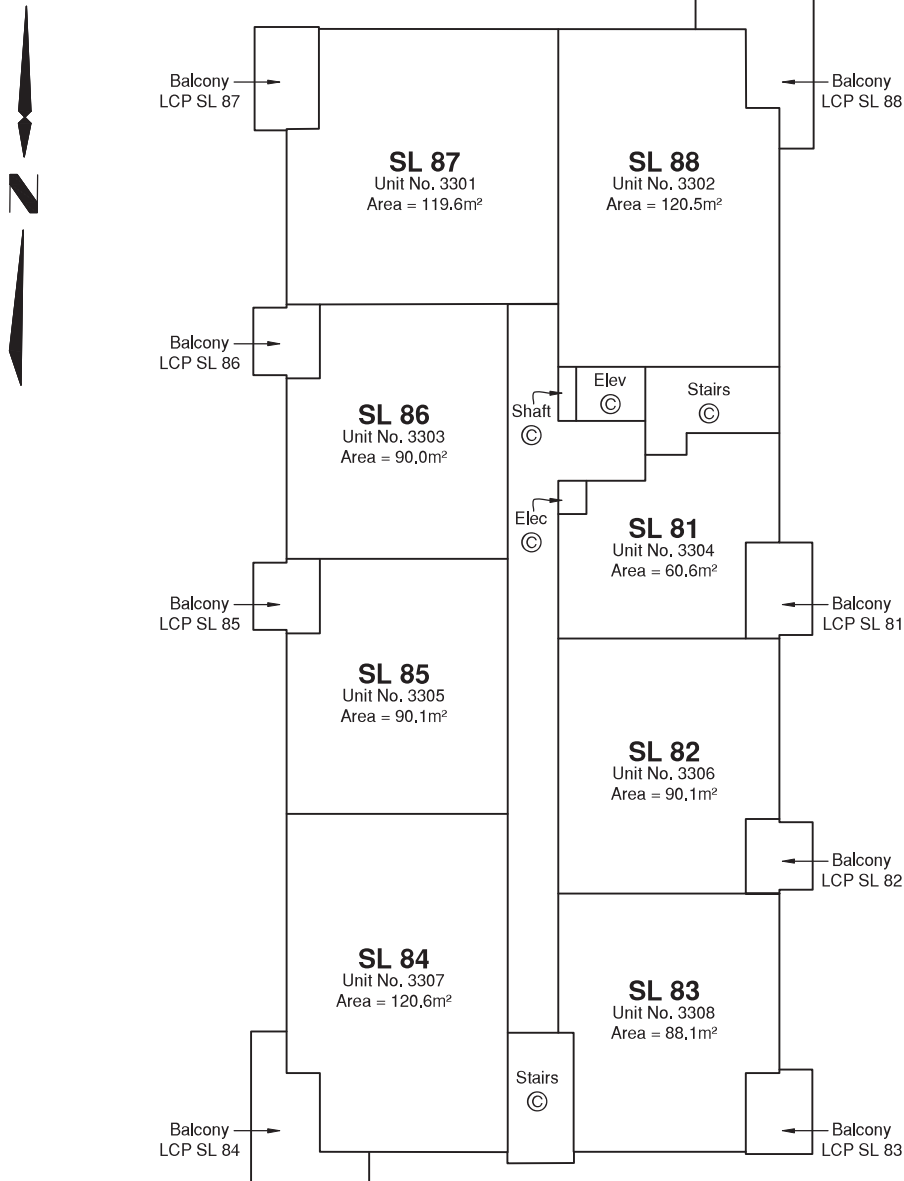 N
Balcony
LCP SL 87
SL 87
Unit No. 3301
Area = 119.6m²
SL 88
Unit No. 3302
Area = 120.5m²
Balcony
LCP SL 88
Balcony
LCP SL 86
SL 86
Unit No. 3303
Area = 90.0m²
Shaft
©
Elev
©
Stairs
©
Elec
©
SL 81
Unit No. 3304
Area = 60.6m²
Balcony
LCP SL 81
Balcony
LCP SL 85
SL 85
Unit No. 3305
Area = 90.1m²
SL 82
Unit No. 3306
Area = 90.1m²
Balcony
LCP SL 82
SL 84
Unit No. 3307
Area = 120.6m²
SL 83
Unit No. 3308
Area = 88.1m²
Stairs
©
Balcony
LCP SL 84
Balcony
LCP SL 83